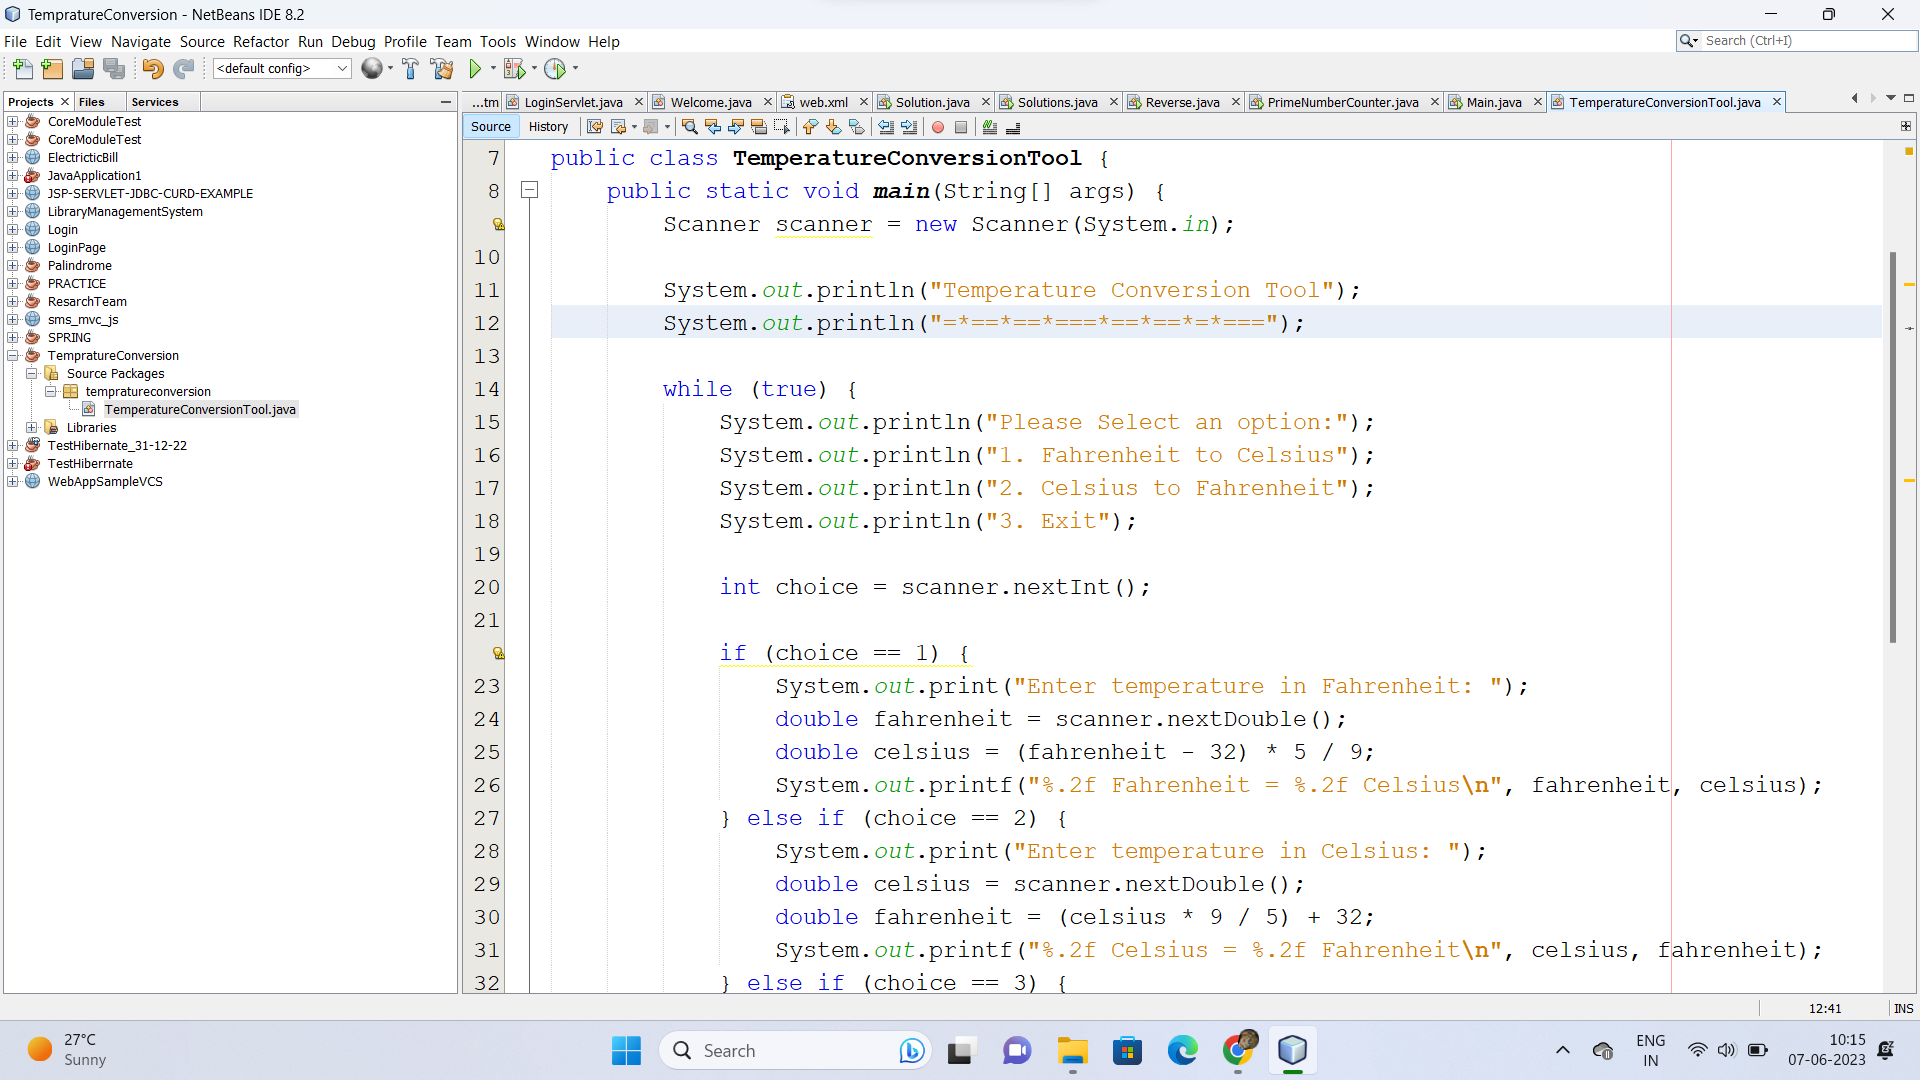 TempratureConversion - NetBeans IDE 8.2
File Edit View Navigate Source Refactor Run Debug Profile Team Tools Window Help
Search (Ctrl+I)
<default config>
Projects Files Services
...tm LoginServlet.java Welcome.java web.xml Solution.java Solutions.java Reverse.java PrimeNumberCounter.java Main.java TemperatureConversionTool.java
Source History
CoreModuleTest
CoreModuleTest
ElectricticBill
JavaApplication1
JSP-SERVLET-JDBC-CURD-EXAMPLE
LibraryManagementSystem
Login
LoginPage
Palindrome
PRACTICE
ResarchTeam
sms_mvc_js
SPRING
TempratureConversion
Source Packages
tempratureconversion
TemperatureConversionTool.java
Libraries
TestHibernate_31-12-22
TestHiberrnate
WebAppSampleVCS
7 public class TemperatureConversionTool {
8 public static void main(String[] args) {
Scanner scanner = new Scanner(System.in);
10
11 System.out.println("Temperature Conversion Tool");
12 System.out.println("=*==*==*===*==*==*=*===");
13
14 while (true) {
15 System.out.println("Please Select an option:");
16 System.out.println("1. Fahrenheit to Celsius");
17 System.out.println("2. Celsius to Fahrenheit");
18 System.out.println("3. Exit");
19
20 int choice = scanner.nextInt();
21
if (choice == 1) {
23 System.out.print("Enter temperature in Fahrenheit: ");
24 double fahrenheit = scanner.nextDouble();
25 double celsius = (fahrenheit - 32) * 5 / 9;
26 System.out.printf("%.2f Fahrenheit = %.2f Celsius\n", fahrenheit, celsius);
27 } else if (choice == 2) {
28 System.out.print("Enter temperature in Celsius: ");
29 double celsius = scanner.nextDouble();
30 double fahrenheit = (celsius * 9 / 5) + 32;
31 System.out.printf("%.2f Celsius = %.2f Fahrenheit\n", celsius, fahrenheit);
32 } else if (choice == 3) {
12:41 INS
27°C
Sunny
Search
ENG
IN
10:15
07-06-2023